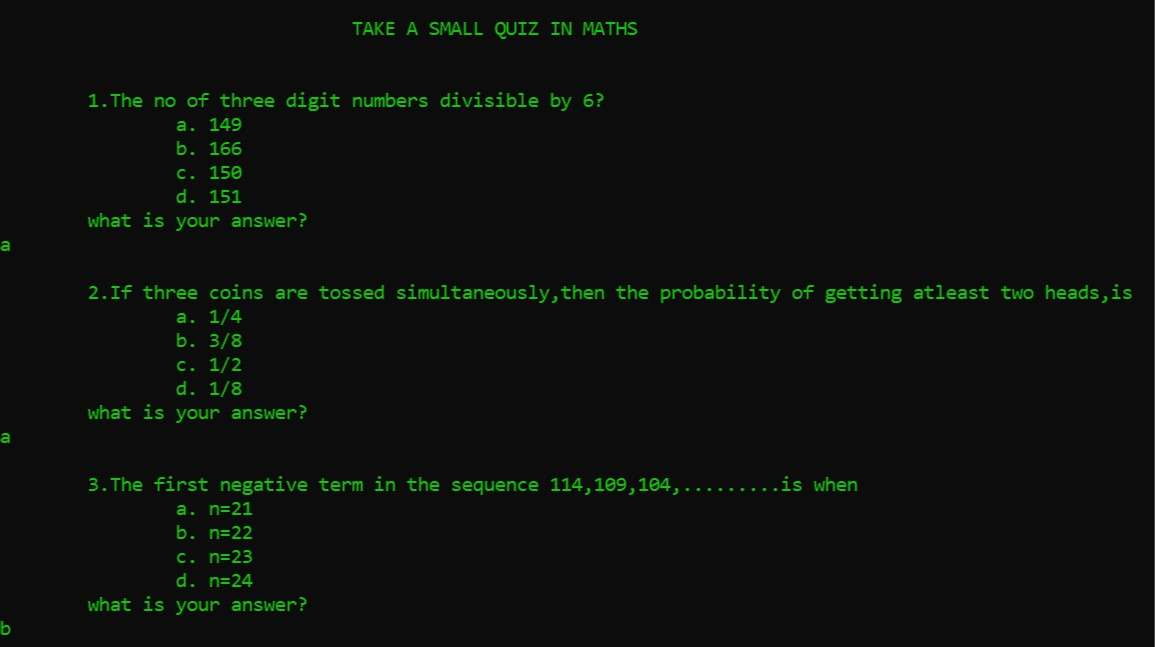 TAKE A SMALL QUIZ IN MATHS
1.The no of three digit numbers divisible by 6?
a. 149
b. 166
c. 150
d. 151
what is your answer?
a
2.If three coins are tossed simultaneously,then the probability of getting atleast two heads,is
a. 1/4
b. 3/8
c. 1/2
d. 1/8
what is your answer?
a
3.The first negative term in the sequence 114,109,104,.........is when
a. n=21
b. n=22
c. n=23
d. n=24
what is your answer?
b